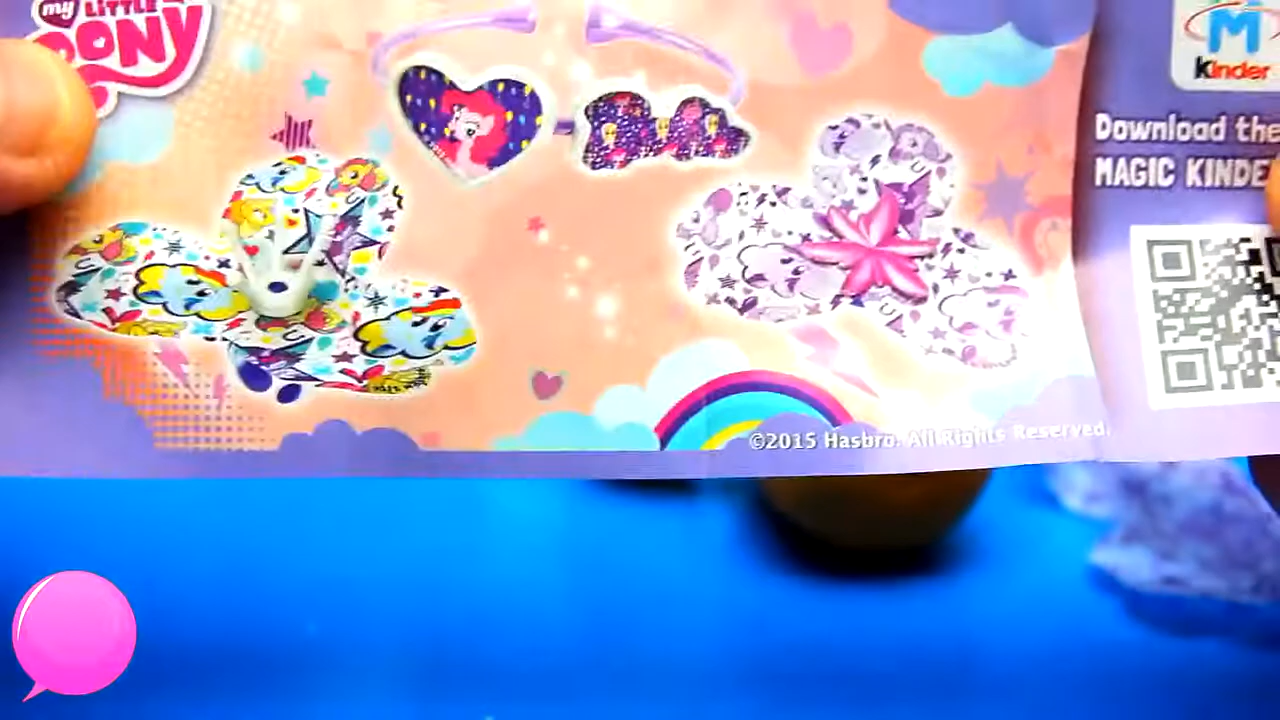 my LITTLE
PONY
kinder
Download the
MAGIC KINDE
©2015 Hasbro. All Rights Reserved.